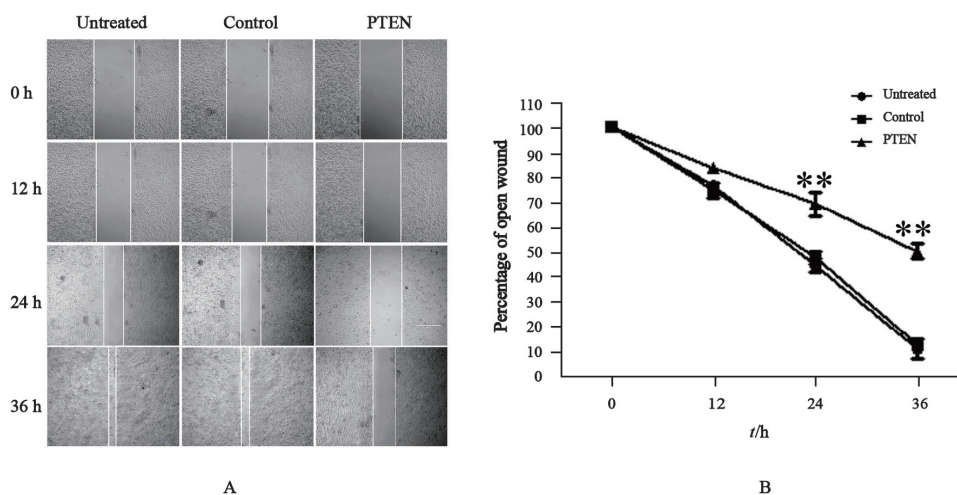 Untreated Control PTEN
0 h
12 h
24 h
36 h
A
Untreated
Control
PTEN
Percentage of open wound
110
100
90
80
70
60
50
40
30
20
10
0
**
**
0 12 24 36
t/h
B